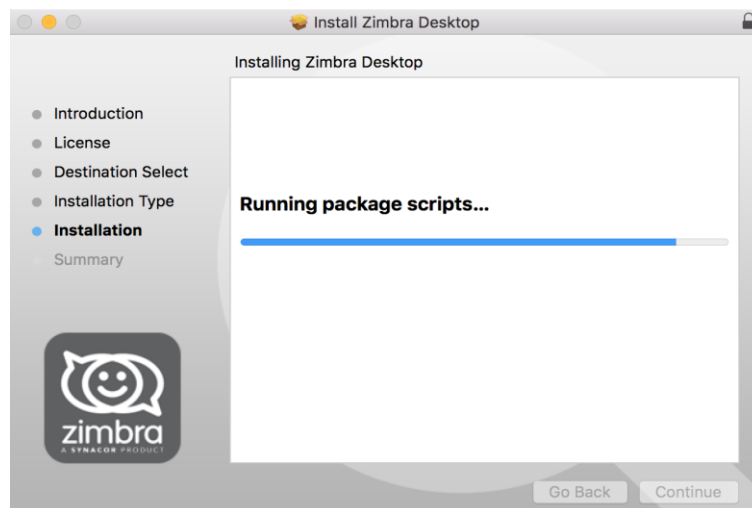 Install Zimbra Desktop
Installing Zimbra Desktop
Introduction
License
Destination Select
Installation Type
Installation
Summary
Running package scripts...
zimbra
A SYNACOR PRODUCT
Go Back
Continue